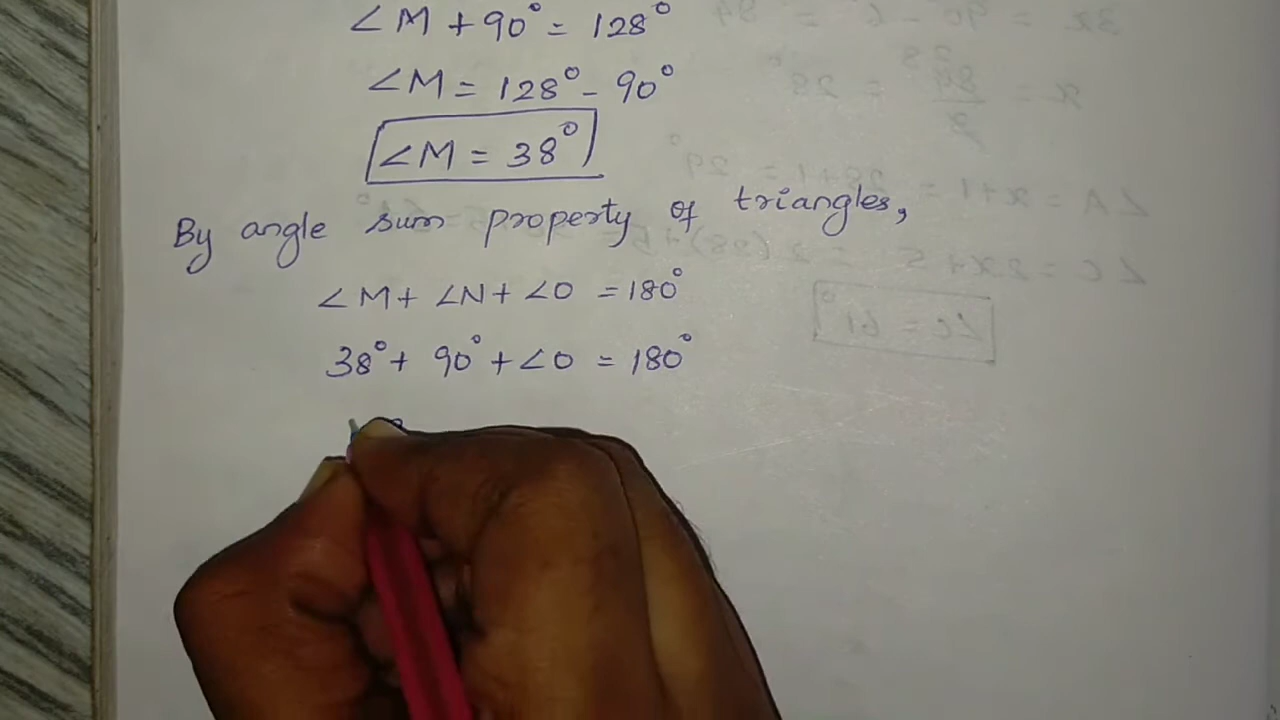 ∠M + 90° = 128°
∠M = 128° - 90°
∠M = 38°
By angle sum property of triangles,
∠M + ∠N + ∠O = 180°
38° + 90° + ∠O = 180°